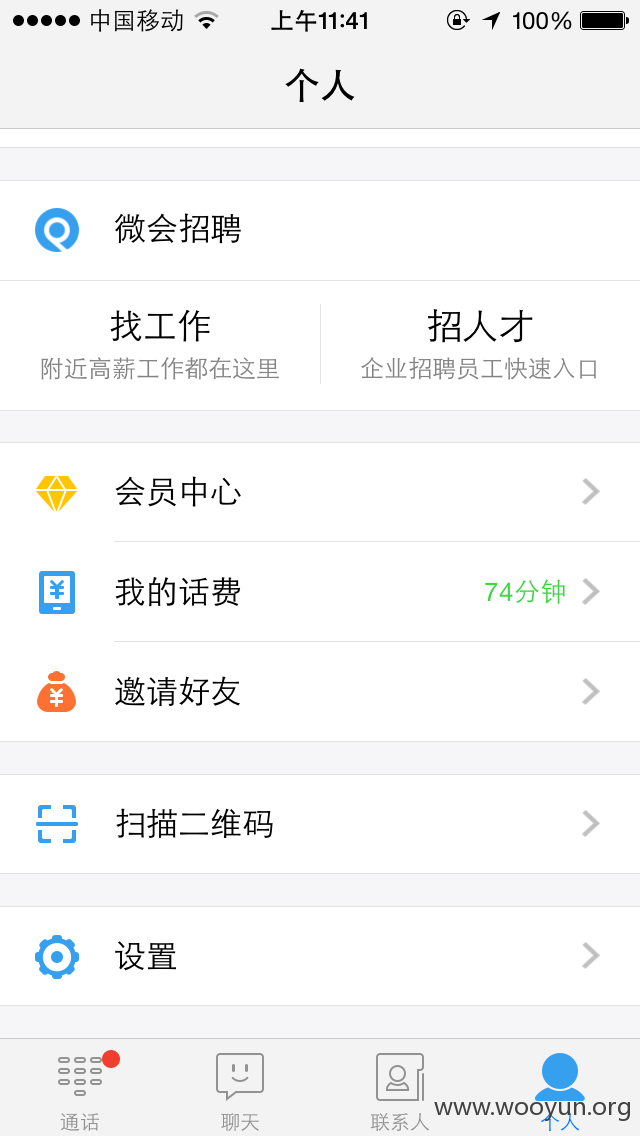 中国移动 上午11:41 100%
个人
微会招聘
找工作 招人才
附近高薪工作都在这里 企业招聘员工快速入口
会员中心
我的话费 74分钟
邀请好友
扫描二维码
设置
通话 聊天 联系人 个人
www.wooyun.org